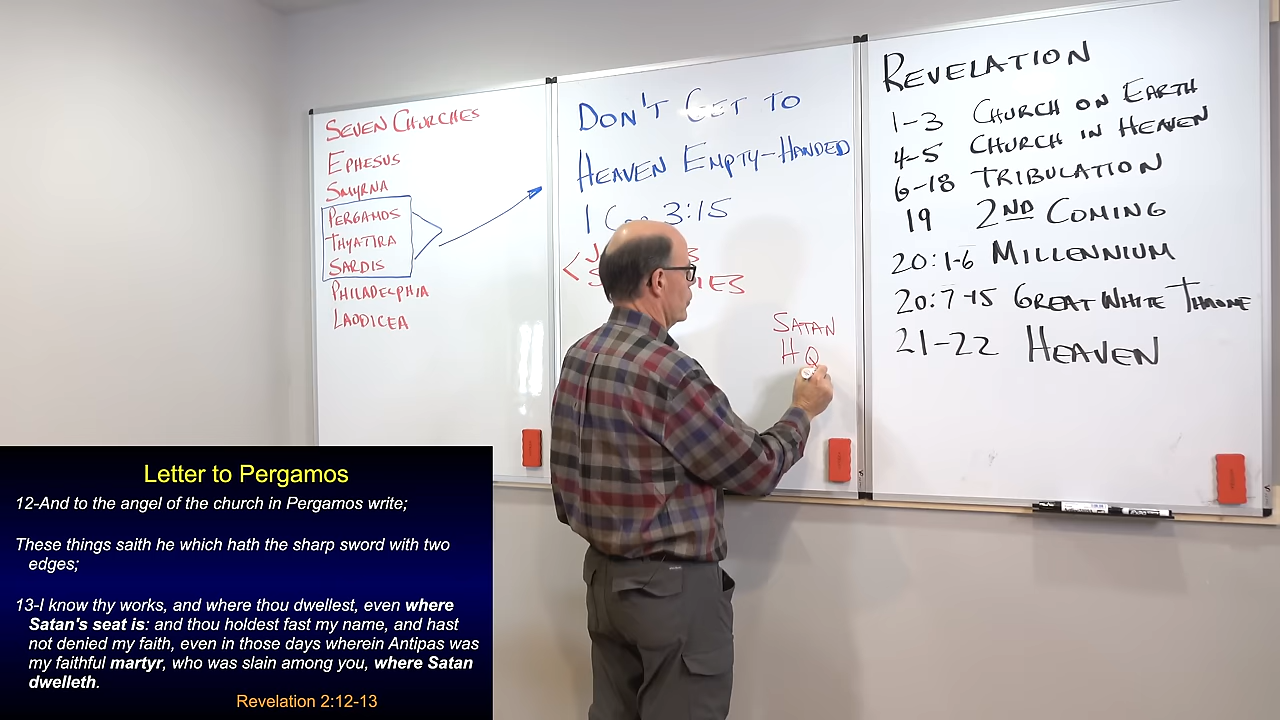 SEVEN CHURCHES
EPHESUS
SMYRNA
PERGAMOS
THYATIRA
SARDIS
PHILADELPHIA
LAODICEA
DON'T GET TO
HEAVEN EMPTY-HANDED
1 3:15
SATAN
HQ
REVELATION
1-3 CHURCH ON EARTH
4-5 CHURCH IN HEAVEN
6-18 TRIBULATION
19 2ND COMING
20:1-6 MILLENNIUM
20:7-15 GREAT WHITE THRONE
21-22 HEAVEN
Letter to Pergamos
12-And to the angel of the church in Pergamos write;
These things saith he which hath the sharp sword with two
edges;
13-I know thy works, and where thou dwellest, even where
Satan's seat is: and thou holdest fast my name, and hast
not denied my faith, even in those days wherein Antipas was
my faithful martyr, who was slain among you, where Satan
dwelleth.
Revelation 2:12-13